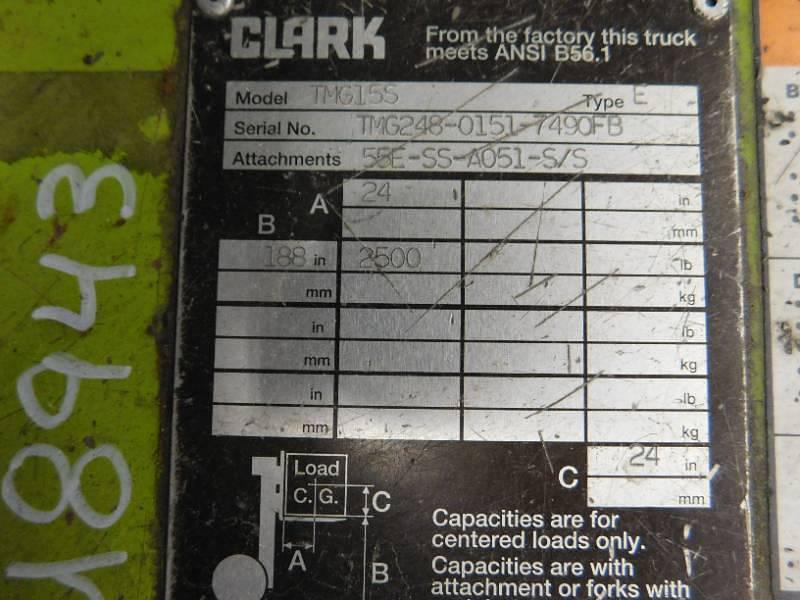 CLARK
From the factory this truck
meets ANSI B56.1
Model TMG15S Type E
Serial No. TMG248-0151-7490FB
Attachments 55E-SS-A051-S/S
A 24 in
mm
B
188 in 2500 lb
mm kg
in lb
mm kg
in lb
mm kg
C 24 in
mm
Load
C.G.
C
A
B
Capacities are for
centered loads only.
Capacities are with
attachment or forks with
18943
B